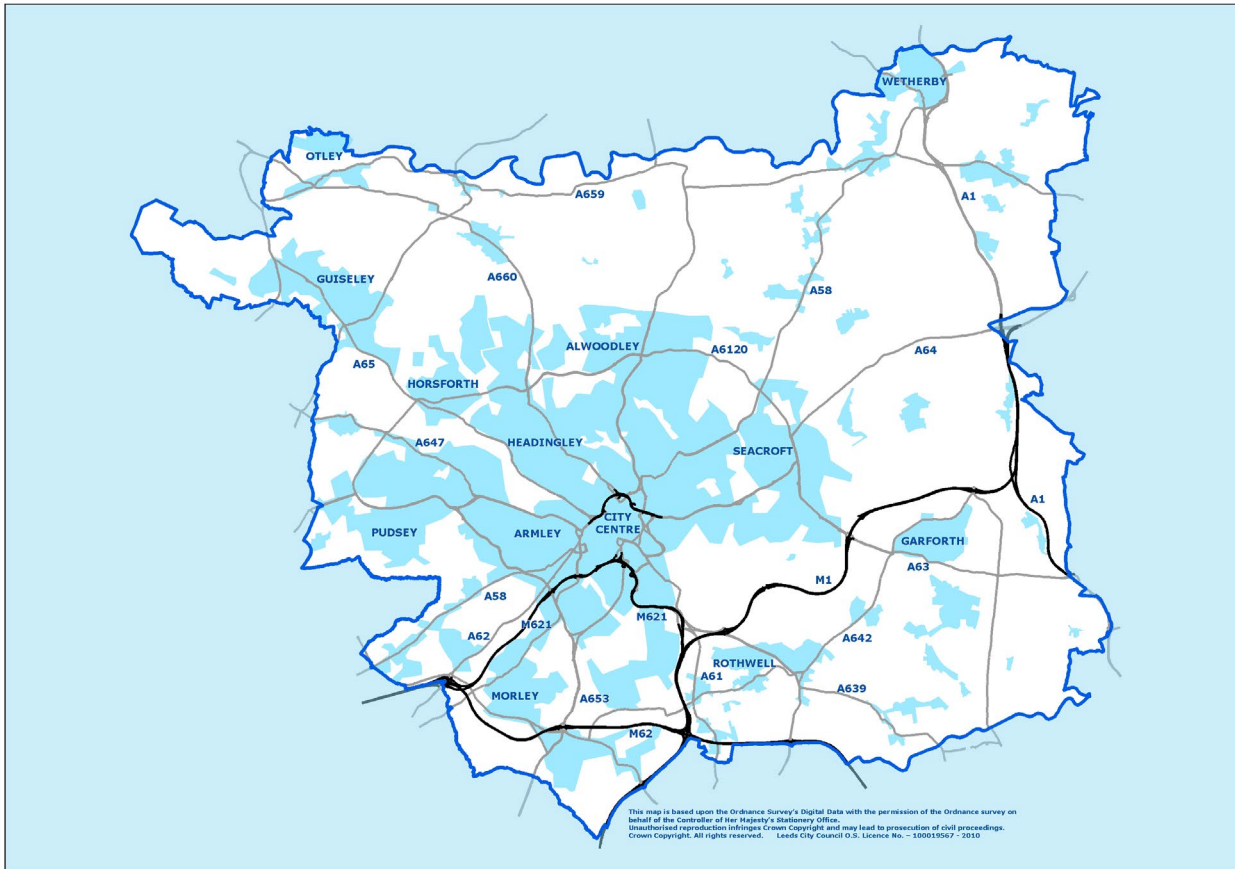 WETHERBY
OTLEY
A659
A1
GUISELEY
A660
A58
ALWOODLEY
A6120
A64
A65
HORSFORTH
A647
HEADINGLEY
SEACROFT
A1
CITY
CENTRE
PUDSEY
ARMLEY
GARFORTH
A63
M1
A58
M621
M621
A62
A642
ROTHWELL
A61
A639
MORLEY
A653
M62
This map is based upon the Ordnance Survey's Digital Data with the permission of the Ordnance survey on
behalf of the Controller of Her Majesty's Stationery Office.
Unauthorised reproduction infringes Crown Copyright and may lead to prosecution of civil proceedings.
Crown Copyright. All rights reserved. Leeds City Council O.S. Licence No. – 100019567 - 2010